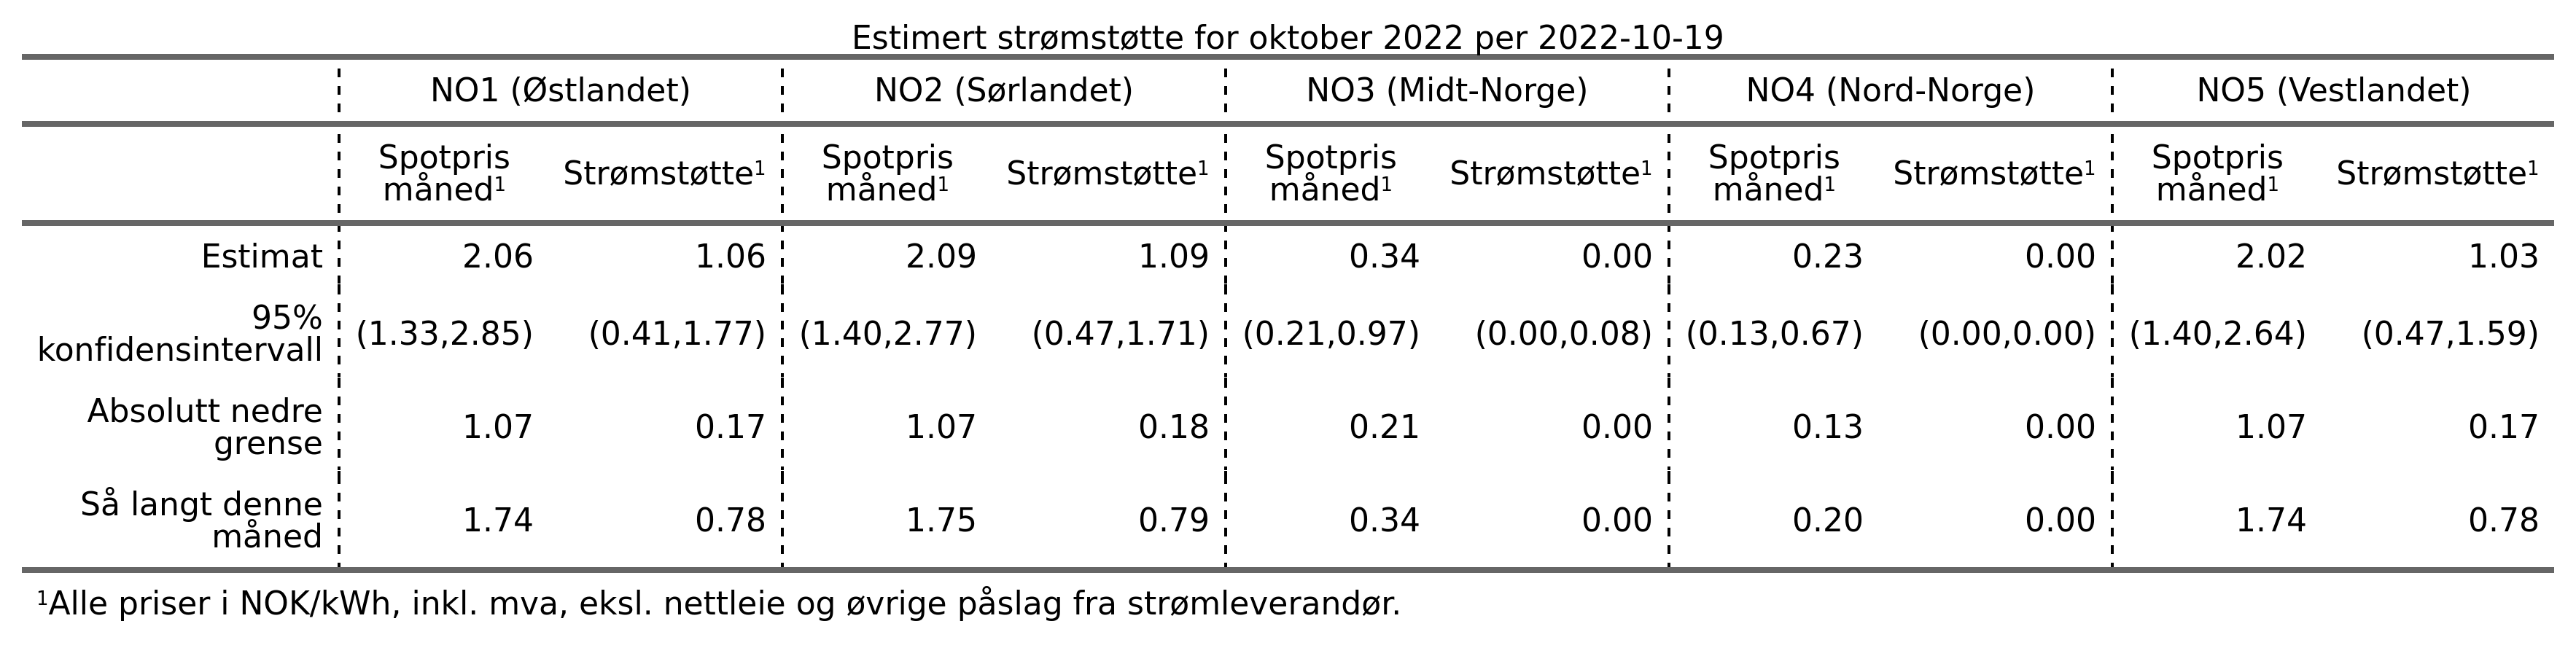 Estimert strømstøtte for oktober 2022 per 2022-10-19
NO1 (Østlandet) NO2 (Sørlandet) NO3 (Midt-Norge) NO4 (Nord-Norge) NO5 (Vestlandet)
Spotpris Spotpris Spotpris Spotpris Spotpris
måned¹ Strømstøtte¹ måned¹ Strømstøtte¹ måned¹ Strømstøtte¹ måned¹ Strømstøtte¹ måned¹ Strømstøtte¹
Estimat 2.06 1.06 2.09 1.09 0.34 0.00 0.23 0.00 2.02 1.03
95%
konfidensintervall (1.33,2.85) (0.41,1.77) (1.40,2.77) (0.47,1.71) (0.21,0.97) (0.00,0.08) (0.13,0.67) (0.00,0.00) (1.40,2.64) (0.47,1.59)
Absolutt nedre
grense 1.07 0.17 1.07 0.18 0.21 0.00 0.13 0.00 1.07 0.17
Så langt denne
måned 1.74 0.78 1.75 0.79 0.34 0.00 0.20 0.00 1.74 0.78
¹Alle priser i NOK/kWh, inkl. mva, eksl. nettleie og øvrige påslag fra strømleverandør.